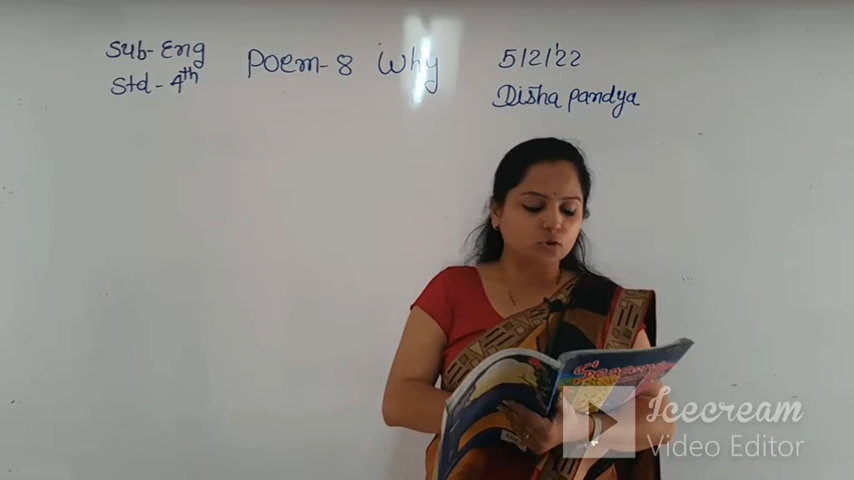 Sub-Eng
Std-4th
Poem-8 Why
5/2/22
Disha pandya
Icecream
Video Editor